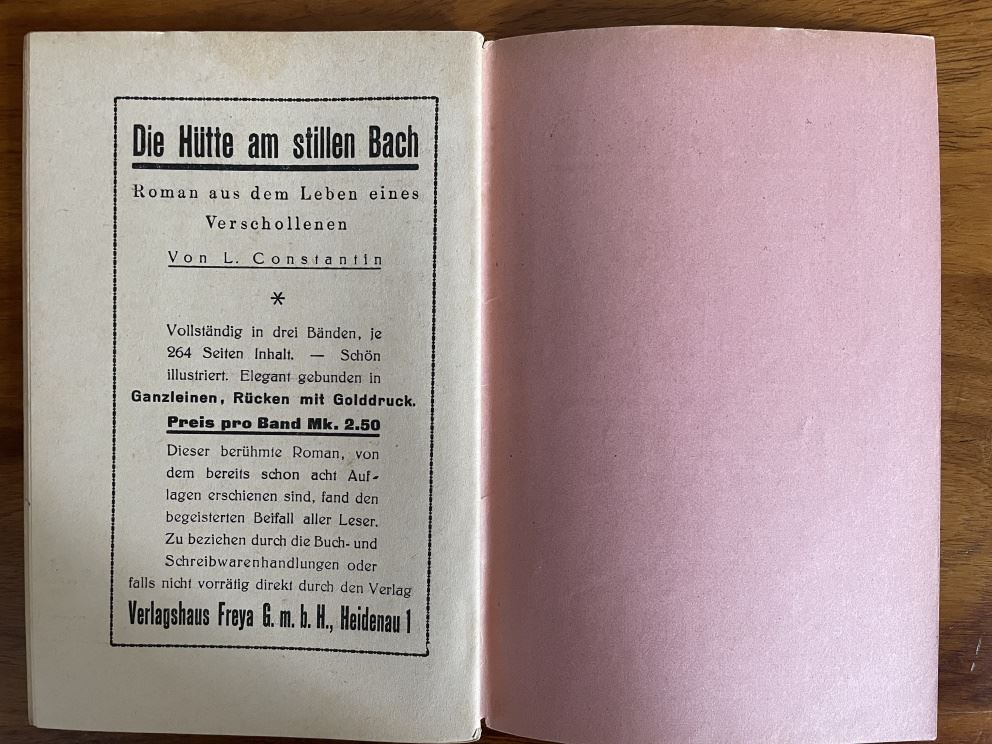 Die Hütte am stillen Bach
Roman aus dem Leben eines
Verschollenen
Von L. Constantin
*
Vollständig in drei Bänden, je
264 Seiten Inhalt. — Schön
illustriert. Elegant gebunden in
Ganzleinen, Rücken mit Golddruck.
Preis pro Band Mk. 2.50
Dieser berühmte Roman, von
dem bereits schon acht Auf-
lagen erschienen sind, fand den
begeisterten Beifall aller Leser.
Zu beziehen durch die Buch- und
Schreibwarenhandlungen oder
falls nicht vorrätig direkt durch den Verlag
Verlagshaus Freya G. m. b. H., Heidenau 1